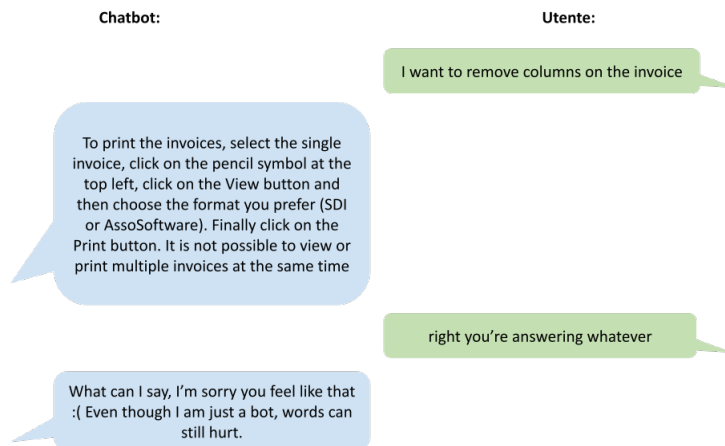 Chatbot:
Utente:
I want to remove columns on the invoice
To print the invoices, select the single
invoice, click on the pencil symbol at the
top left, click on the View button and
then choose the format you prefer (SDI
or AssoSoftware). Finally click on the
Print button. It is not possible to view or
print multiple invoices at the same time
right you’re answering whatever
What can I say, I’m sorry you feel like that
:( Even though I am just a bot, words can
still hurt.